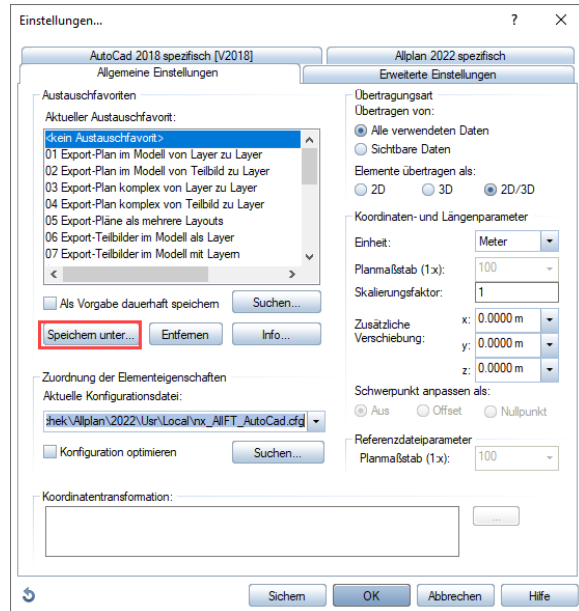 Einstellungen...
?
AutoCad 2018 spezifisch [V2018]
Allplan 2022 spezifisch
Allgemeine Einstellungen
Erweiterte Einstellungen
Austauschfavoriten
Aktueller Austauschfavorit:
<kein Austauschfavorit>
01 Export-Plan im Modell von Layer zu Layer
02 Export-Plan im Modell von Teilbild zu Layer
03 Export-Plan komplex von Layer zu Layer
04 Export-Plan komplex von Teilbild zu Layer
05 Export-Pläne als mehrere Layouts
06 Export-Teilbilder im Modell als Layer
07 Export-Teilbilder im Modell mit Layern
Als Vorgabe dauerhaft speichern
Suchen...
Speichern unter...
Entfernen
Info...
Zuordnung der Elementeigenschaften
Aktuelle Konfigurationsdatei:
:hek\Allplan\2022\Usr\Local\nx_AllFT_AutoCad.cfg
Konfiguration optimieren
Suchen...
Übertragungsart
Übertragen von:
Alle verwendeten Daten
Sichtbare Daten
Elemente übertragen als:
2D
3D
2D/3D
Koordinaten- und Längenparameter
Einheit:
Meter
Planmaßstab (1:x):
100
Skalierungsfaktor:
1
Zusätzliche
Verschiebung:
x:
0.0000 m
y:
0.0000 m
z:
0.0000 m
Schwerpunkt anpassen als:
Aus
Offset
Nullpunkt
Referenzdateiparameter
Planmaßstab (1:x):
100
Koordinatentransformation:
...
Sichern
OK
Abbrechen
Hilfe